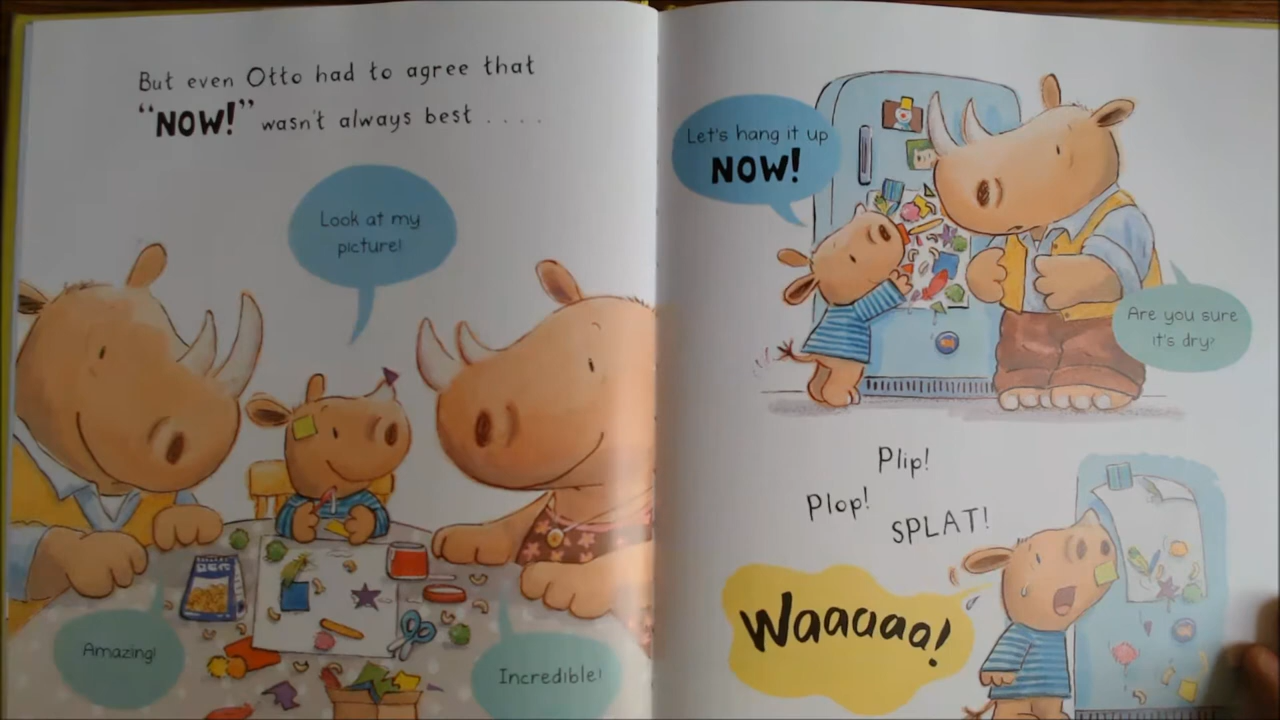 But even Otto had to agree that
“NOW!” wasn't always best . . . .
Look at my
picture!
Amazing!
Incredible!
Let's hang it up
NOW!
Are you sure
it's dry?
Plip!
Plop!
SPLAT!
Waaaaa!